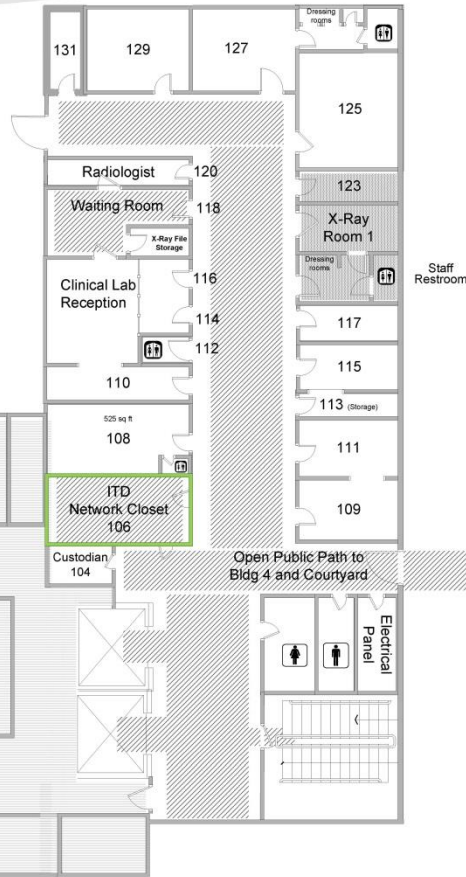 Dressing
rooms
131
129
127
125
Radiologist
120
123
Waiting Room
118
X-Ray
Room 1
X-Ray File
Storage
Dressing
rooms
Staff
Restroom
Clinical Lab
Reception
116
114
117
112
115
110
113 (Storage)
525 sq ft
108
111
ITD
Network Closet
106
109
Custodian
104
Open Public Path to
Bldg 4 and Courtyard
Electrical
Panel